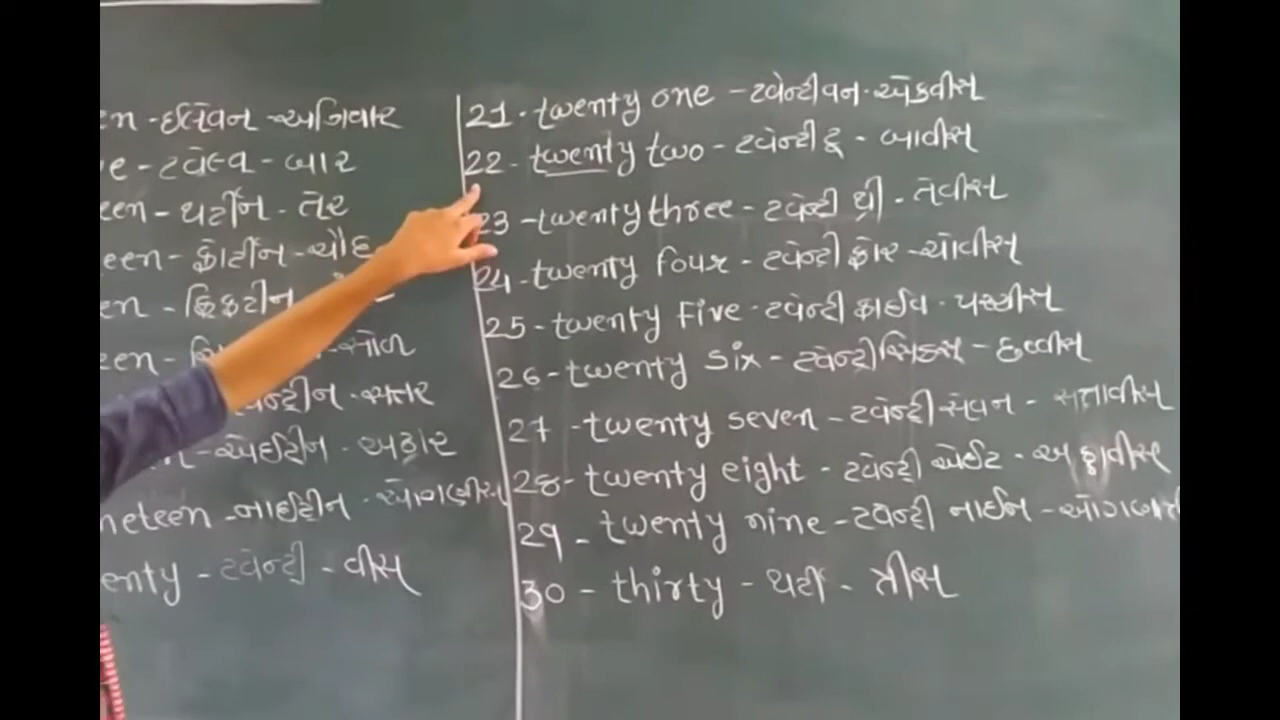 en - ઈલેવન - અગિયાર
e - ટવેલ્વ - બાર
een - થર્ટીન - તેર
een - ફોર્ટીન - ચૌદ
en - ફિફટીન
een - - સોળ
ન્ટીન - સત્તર
- એઈટીન - અઢાર
neteen - નાઈટીન - ઓગણીસ
enty - ટવેન્ટી - વીસ
21 - twenty one - ટવેન્ટીવન - એકવીસ
22 - twenty two - ટવેન્ટી ટુ - બાવીસ
23 - twenty three - ટવેન્ટી થ્રી - તેવીસ
24 - twenty four - ટવેન્ટી ફોર - ચોવીસ
25 - twenty Five - ટવેન્ટી ફાઈવ - પચ્ચીસ
26 - twenty six - ટવેન્ટી સિકસ - છવ્વીસ
27 - twenty seven - ટવેન્ટી સેવન - સત્તાવીસ
28 - twenty eight - ટવેન્ટી એઈટ - અઠ્ઠાવીસ
29 - twenty nine - ટવેન્ટી નાઈન - ઓગણત્રી
30 - thirty - થર્ટી - ત્રીસ